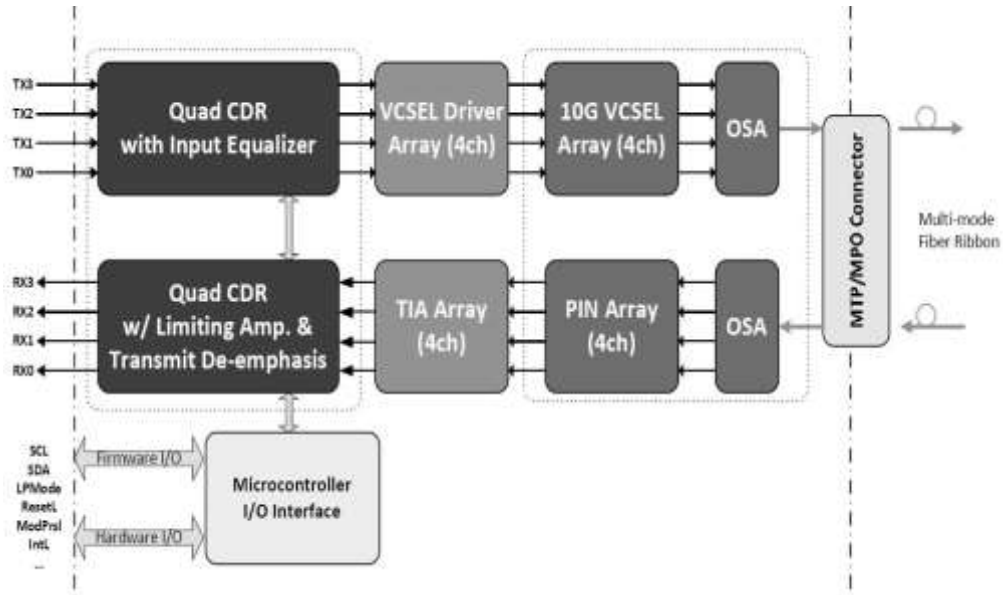 TX3
TX2
TX1
TX0
Quad CDR
with Input Equalizer
VCSEL Driver
Array (4ch)
10G VCSEL
Array (4ch)
OSA
MTP/MPO Connector
Multi-mode
Fiber Ribbon
RX3
RX2
RX1
RX0
Quad CDR
w/ Limiting Amp. &
Transmit De-emphasis
TIA Array
(4ch)
PIN Array
(4ch)
OSA
SCL
SDA
LPMode
ResetL
ModPrsl
IntL
...
Firmware I/O
Hardware I/O
Microcontroller
I/O Interface